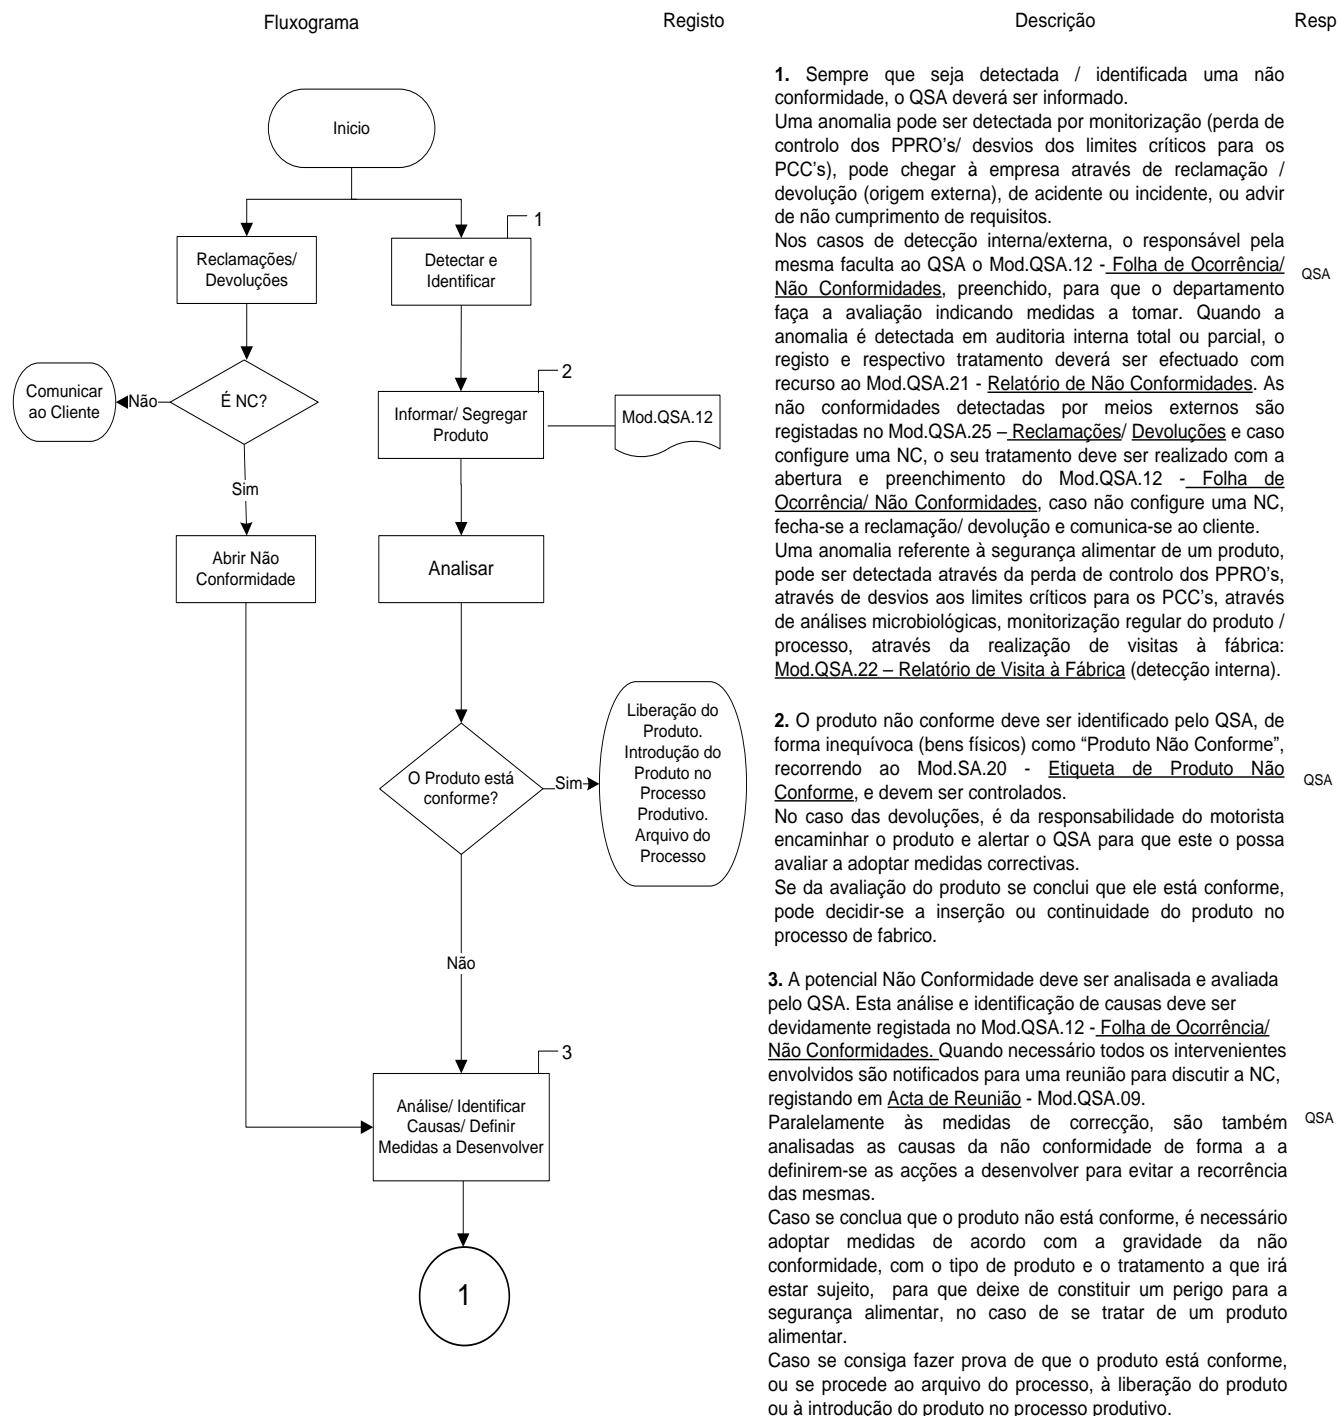 Fluxograma
Registo
Descrição
Resp
Inicio
1
Reclamações/
Devoluções
Detectar e
Identificar
2
Comunicar
ao Cliente
Não
É NC?
Informar/ Segregar
Produto
Mod.QSA.12
Sim
Abrir Não
Conformidade
Analisar
O Produto está
conforme?
Sim
Liberação do
Produto.
Introdução do
Produto no
Processo
Produtivo.
Arquivo do
Processo
Não
3
Análise/ Identificar
Causas/ Definir
Medidas a Desenvolver
1
1. Sempre que seja detectada / identificada uma não
conformidade, o QSA deverá ser informado.
Uma anomalia pode ser detectada por monitorização (perda de
controlo dos PPRO's/ desvios dos limites críticos para os
PCC's), pode chegar à empresa através de reclamação /
devolução (origem externa), de acidente ou incidente, ou advir
de não cumprimento de requisitos.
Nos casos de detecção interna/externa, o responsável pela
mesma faculta ao QSA o Mod.QSA.12 - Folha de Ocorrência/
Não Conformidades, preenchido, para que o departamento
faça a avaliação indicando medidas a tomar. Quando a
anomalia é detectada em auditoria interna total ou parcial, o
registo e respectivo tratamento deverá ser efectuado com
recurso ao Mod.QSA.21 - Relatório de Não Conformidades. As
não conformidades detectadas por meios externos são
registadas no Mod.QSA.25 – Reclamações/ Devoluções e caso
configure uma NC, o seu tratamento deve ser realizado com a
abertura e preenchimento do Mod.QSA.12 - Folha de
Ocorrência/ Não Conformidades, caso não configure uma NC,
fecha-se a reclamação/ devolução e comunica-se ao cliente.
Uma anomalia referente à segurança alimentar de um produto,
pode ser detectada através da perda de controlo dos PPRO's,
através de desvios aos limites críticos para os PCC's, através
de análises microbiológicas, monitorização regular do produto /
processo, através da realização de visitas à fábrica:
Mod.QSA.22 – Relatório de Visita à Fábrica (detecção interna).
QSA
2. O produto não conforme deve ser identificado pelo QSA, de
forma inequívoca (bens físicos) como “Produto Não Conforme”,
recorrendo ao Mod.SA.20 - Etiqueta de Produto Não
Conforme, e devem ser controlados.
No caso das devoluções, é da responsabilidade do motorista
encaminhar o produto e alertar o QSA para que este o possa
avaliar a adoptar medidas correctivas.
Se da avaliação do produto se conclui que ele está conforme,
pode decidir-se a inserção ou continuidade do produto no
processo de fabrico.
QSA
3. A potencial Não Conformidade deve ser analisada e avaliada
pelo QSA. Esta análise e identificação de causas deve ser
devidamente registada no Mod.QSA.12 - Folha de Ocorrência/
Não Conformidades. Quando necessário todos os intervenientes
envolvidos são notificados para uma reunião para discutir a NC,
registando em Acta de Reunião - Mod.QSA.09.
Paralelamente às medidas de correcção, são também
analisadas as causas da não conformidade de forma a a
definirem-se as acções a desenvolver para evitar a recorrência
das mesmas.
Caso se conclua que o produto não está conforme, é necessário
adoptar medidas de acordo com a gravidade da não
conformidade, com o tipo de produto e o tratamento a que irá
estar sujeito, para que deixe de constituir um perigo para a
segurança alimentar, no caso de se tratar de um produto
alimentar.
Caso se consiga fazer prova de que o produto está conforme,
ou se procede ao arquivo do processo, à liberação do produto
ou à introdução do produto no processo produtivo.
QSA